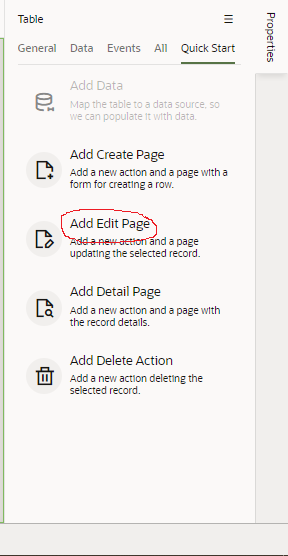 Table
Properties
General Data Events All Quick Start
Add Data
Map the table to a data source, so
we can populate it with data.
Add Create Page
Add a new action and a page with a
form for creating a row.
Add Edit Page
Add a new action and a page
updating the selected record.
Add Detail Page
Add a new action and a page with
the record details.
Add Delete Action
Add a new action deleting the
selected record.